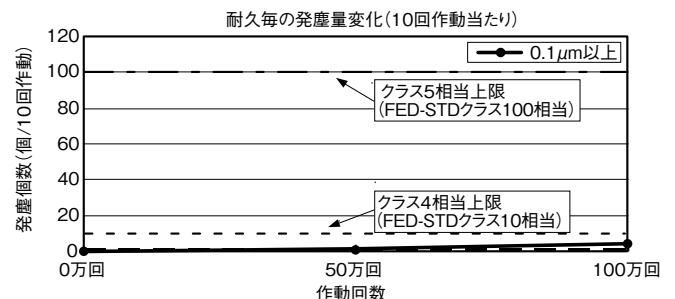 耐久毎の発塵量変化(10回作動当たり)
発塵個数(個/10回作動)
120
100
80
60
40
20
10
0
0.1μm以上
クラス5相当上限
(FED-STDクラス100相当)
クラス4相当上限
(FED-STDクラス10相当)
0万回
50万回
100万回
作動回数